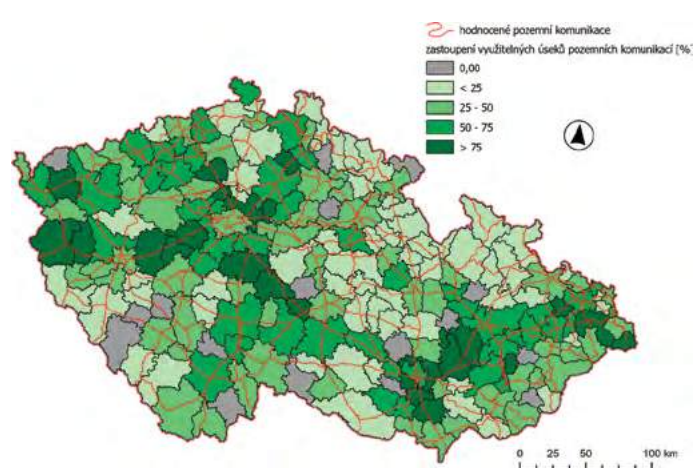 hodnocené pozemní komunikace
zastoupení využitelných úseků pozemních komunikací [%]
0,00
< 25
25 - 50
50 - 75
> 75
0 25 50 100 km